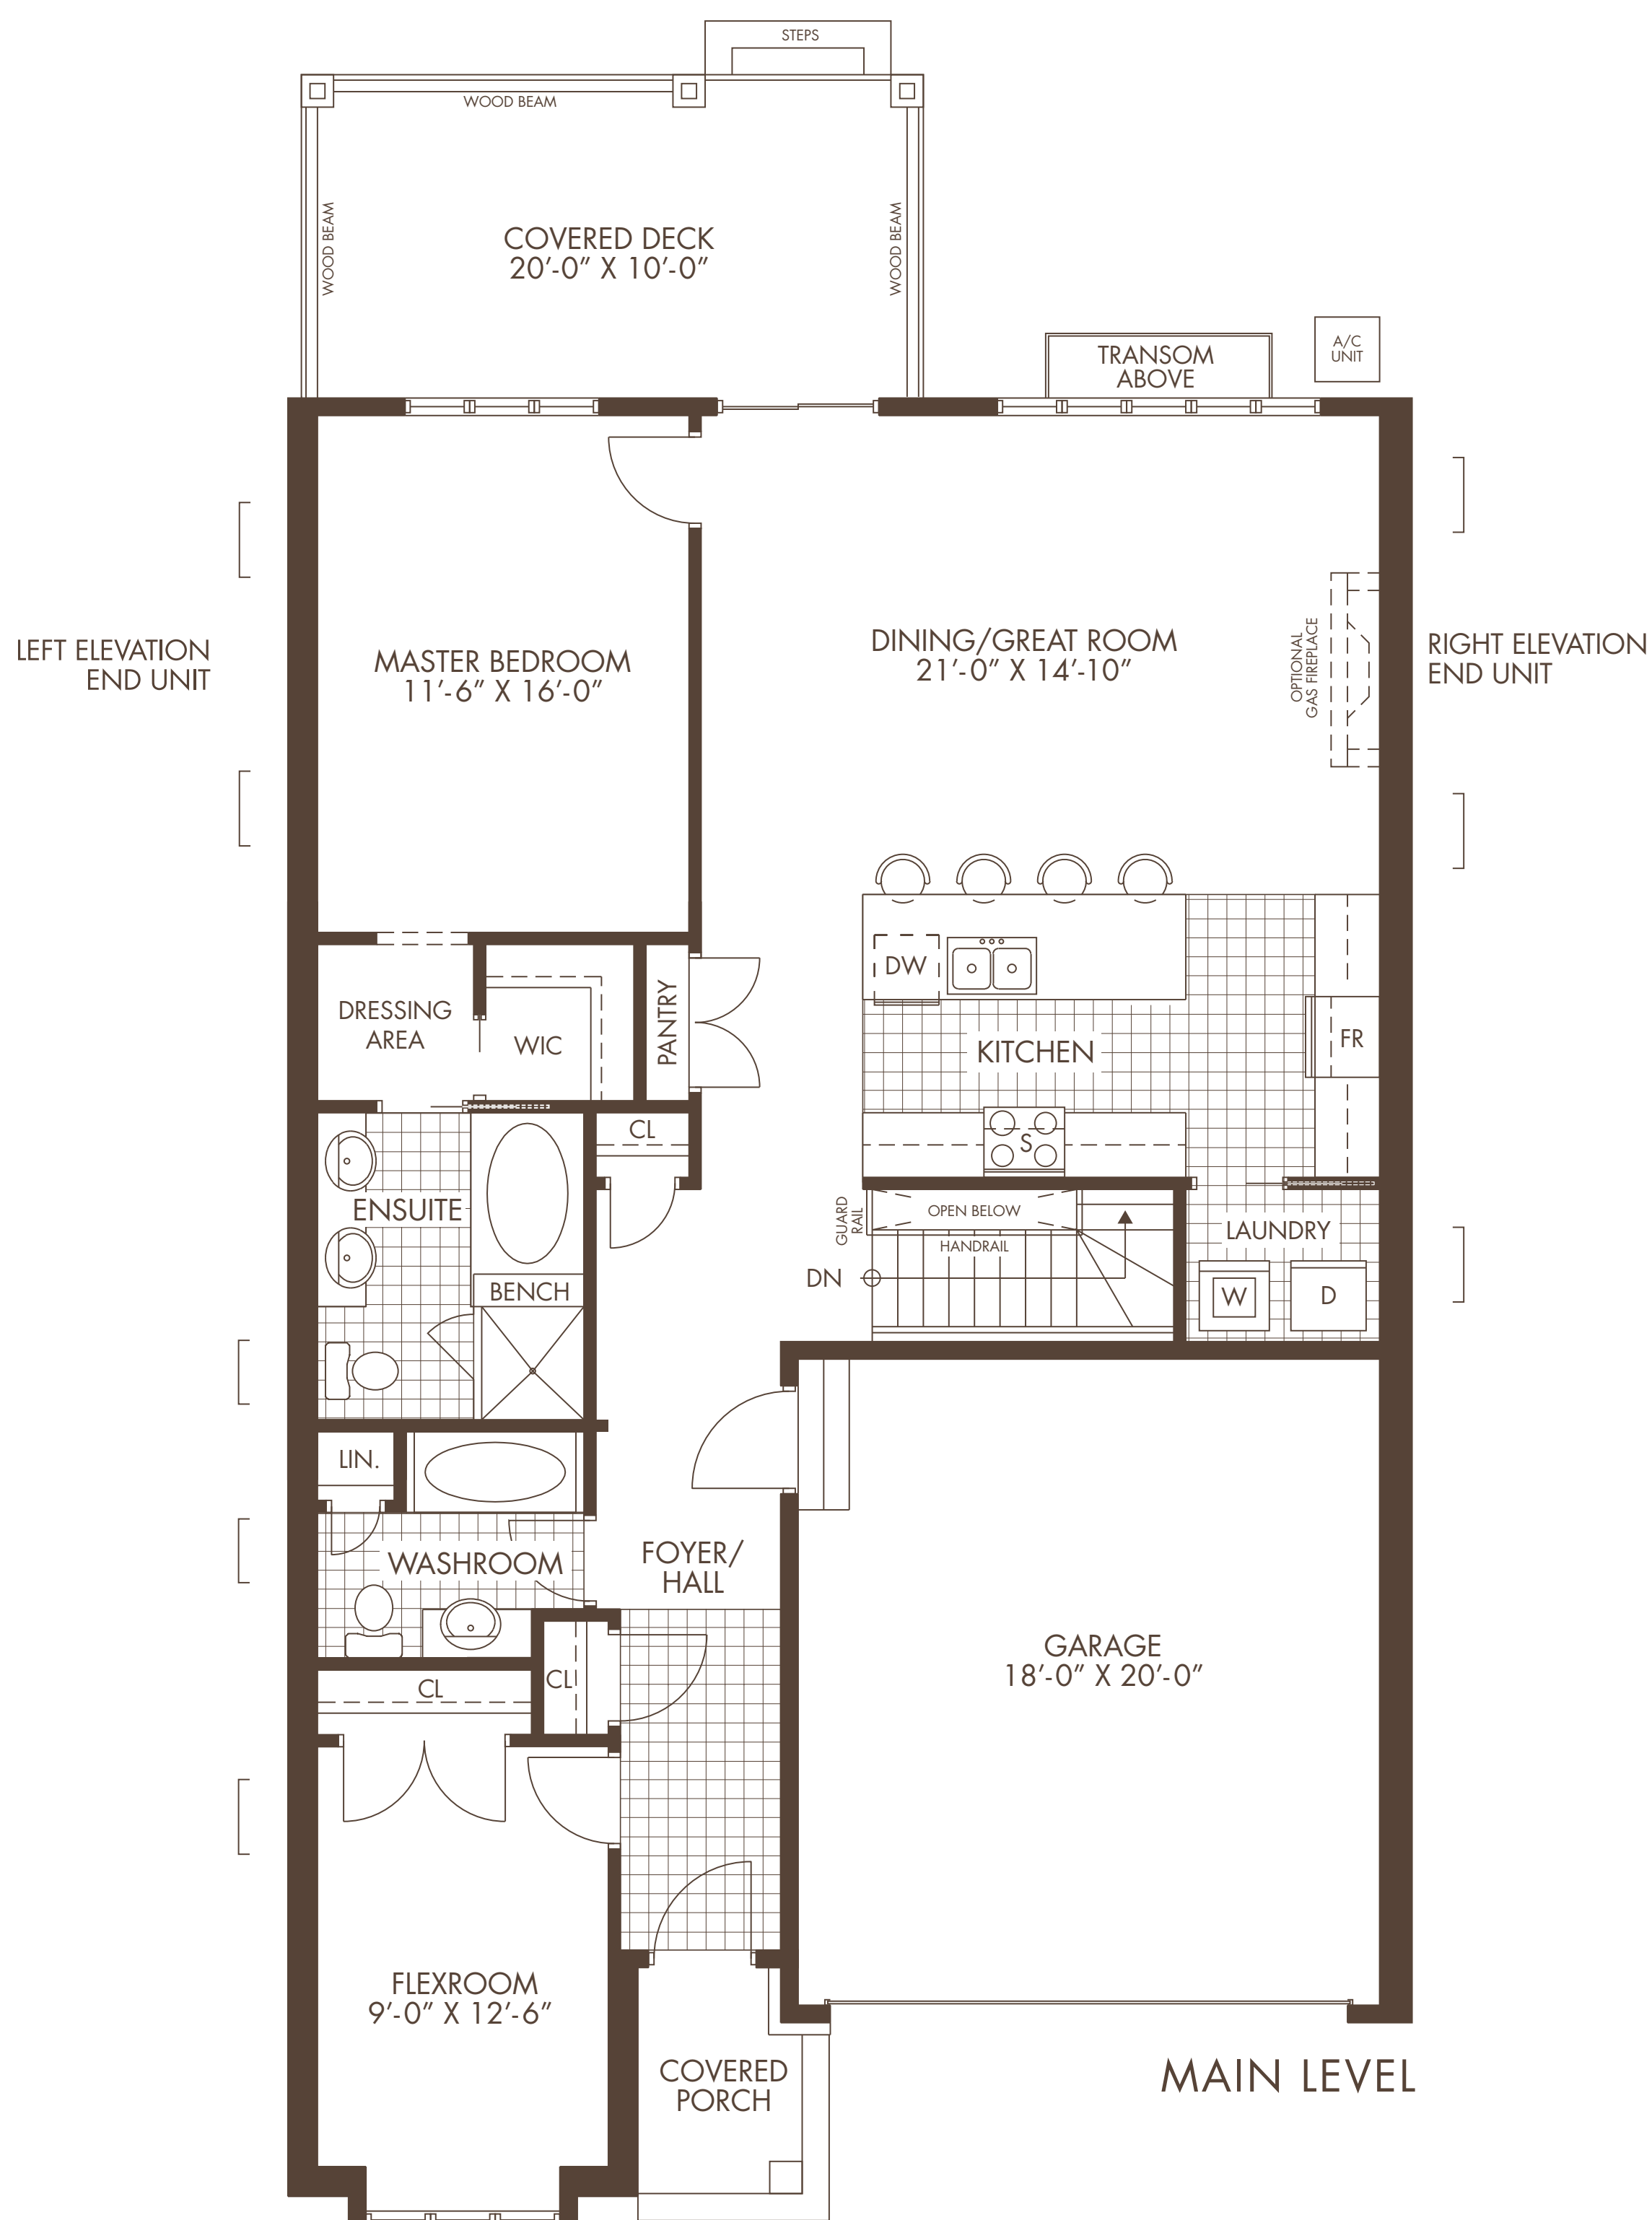 STEPS
WOOD BEAM
WOOD BEAM
WOOD BEAM
COVERED DECK
20'-0" X 10'-0"
TRANSOM
ABOVE
A/C
UNIT
LEFT ELEVATION
END UNIT
MASTER BEDROOM
11'-6" X 16'-0"
DINING/GREAT ROOM
21'-0" X 14'-10"
OPTIONAL
GAS FIREPLACE
RIGHT ELEVATION
END UNIT
DRESSING
AREA
WIC
PANTRY
DW
KITCHEN
FR
CL
S
ENSUITE
GUARD
RAIL
OPEN BELOW
HANDRAIL
LAUNDRY
DN
BENCH
W
D
LIN.
WASHROOM
FOYER/
HALL
CL
CL
GARAGE
18'-0" X 20'-0"
FLEXROOM
9'-0" X 12'-6"
COVERED
PORCH
MAIN LEVEL